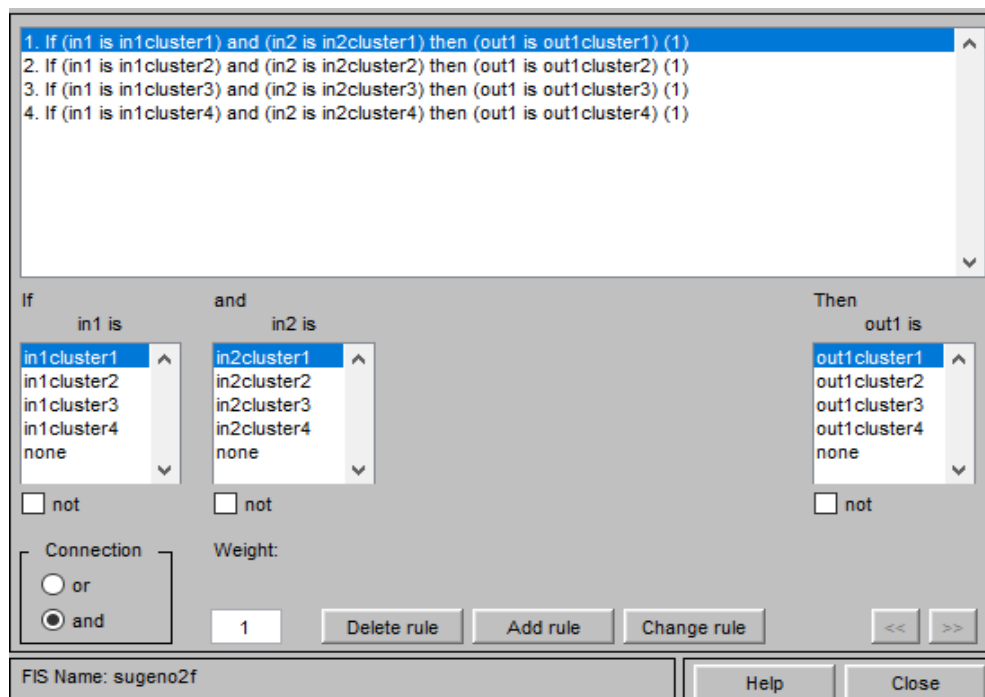 1. If (in1 is in1cluster1) and (in2 is in2cluster1) then (out1 is out1cluster1) (1)
2. If (in1 is in1cluster2) and (in2 is in2cluster2) then (out1 is out1cluster2) (1)
3. If (in1 is in1cluster3) and (in2 is in2cluster3) then (out1 is out1cluster3) (1)
4. If (in1 is in1cluster4) and (in2 is in2cluster4) then (out1 is out1cluster4) (1)
If
in1 is
in1cluster1
in1cluster2
in1cluster3
in1cluster4
none
not
and
in2 is
in2cluster1
in2cluster2
in2cluster3
in2cluster4
none
not
Then
out1 is
out1cluster1
out1cluster2
out1cluster3
out1cluster4
none
not
Connection
or
and
Weight:
1
Delete rule
Add rule
Change rule
<<
>>
FIS Name: sugeno2f
Help
Close